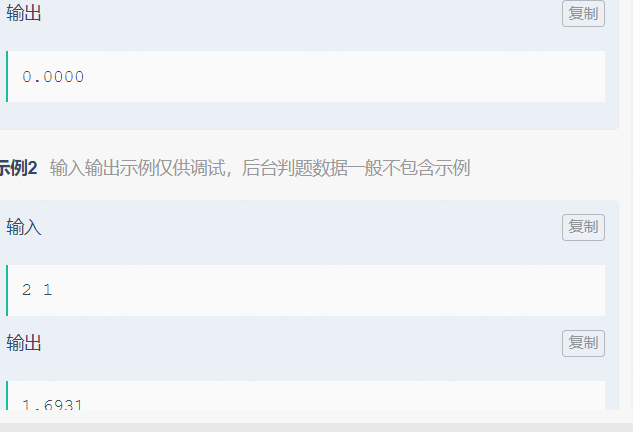 输出 复制
0.0000
示例2 输入输出示例仅供调试，后台判题数据一般不包含示例
输入 复制
2 1
输出 复制
1.6931